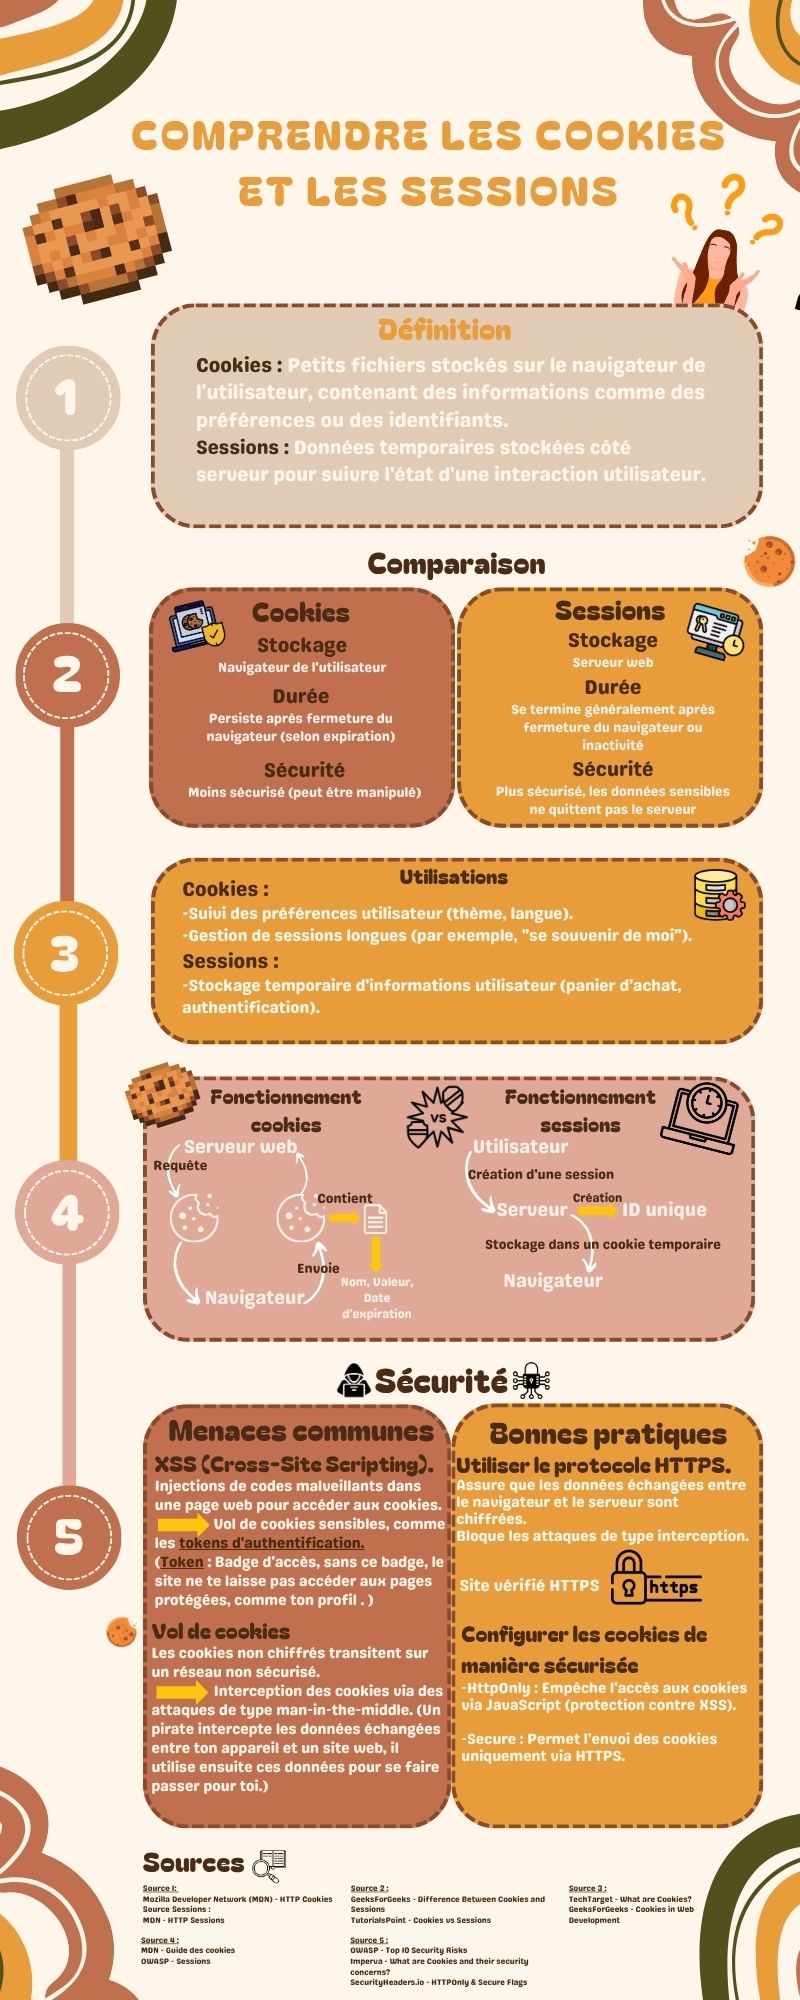 COMPRENDRE LES COOKIES
ET LES SESSIONS
1
Définition
Cookies : Petits fichiers stockés sur le navigateur de
l'utilisateur, contenant des informations comme des
préférences ou des identifiants.
Sessions : Données temporaires stockées côté
serveur pour suivre l'état d'une interaction utilisateur.
Comparaison
2
Cookies
Stockage
Navigateur de l'utilisateur
Durée
Persiste après fermeture du
navigateur (selon expiration)
Sécurité
Moins sécurisé (peut être manipulé)
Sessions
Stockage
Serveur web
Durée
Se termine généralement après
fermeture du navigateur ou
inactivité
Sécurité
Plus sécurisé, les données sensibles
ne quittent pas le serveur
3
Utilisations
Cookies :
-Suivi des préférences utilisateur (thème, langue).
-Gestion de sessions longues (par exemple, "se souvenir de moi").
Sessions :
-Stockage temporaire d'informations utilisateur (panier d'achat,
authentification).
4
Fonctionnement
cookies
Serveur web
Requête
Contient
Envoie
Nom, Valeur,
Date
d'expiration
Navigateur
VS
Fonctionnement
sessions
Utilisateur
Création d'une session
Serveur
Création
ID unique
Stockage dans un cookie temporaire
Navigateur
Sécurité
5
Menaces communes
XSS (Cross-Site Scripting).
Injections de codes malveillants dans
une page web pour accéder aux cookies.
Vol de cookies sensibles, comme
les tokens d'authentification.
(Token : Badge d'accès, sans ce badge, le
site ne te laisse pas accéder aux pages
protégées, comme ton profil . )
Vol de cookies
Les cookies non chiffrés transitent sur
un réseau non sécurisé.
Interception des cookies via des
attaques de type man-in-the-middle. (Un
pirate intercepte les données échangées
entre ton appareil et un site web, il
utilise ensuite ces données pour se faire
passer pour toi.)
Bonnes pratiques
Utiliser le protocole HTTPS.
Assure que les données échangées entre
le navigateur et le serveur sont
chiffrées.
Bloque les attaques de type interception.
Site vérifié HTTPS
https
Configurer les cookies de
manière sécurisée
-HttpOnly : Empêche l'accès aux cookies
via JavaScript (protection contre XSS).
-Secure : Permet l'envoi des cookies
uniquement via HTTPS.
Sources
Source 1:
Mozilla Developer Network (MDN) - HTTP Cookies
Source Sessions :
MDN - HTTP Sessions
Source 2 :
GeeksForGeeks - Difference Between Cookies and
Sessions
TutorialsPoint - Cookies vs Sessions
Source 3 :
TechTarget - What are Cookies?
GeeksForGeeks - Cookies in Web
Development
Source 4 :
MDN - Guide des cookies
OWASP - Sessions
Source 5 :
OWASP - Top 10 Security Risks
Imperva - What are Cookies and their security
concerns?
SecurityHeaders.io - HTTPOnly & Secure Flags